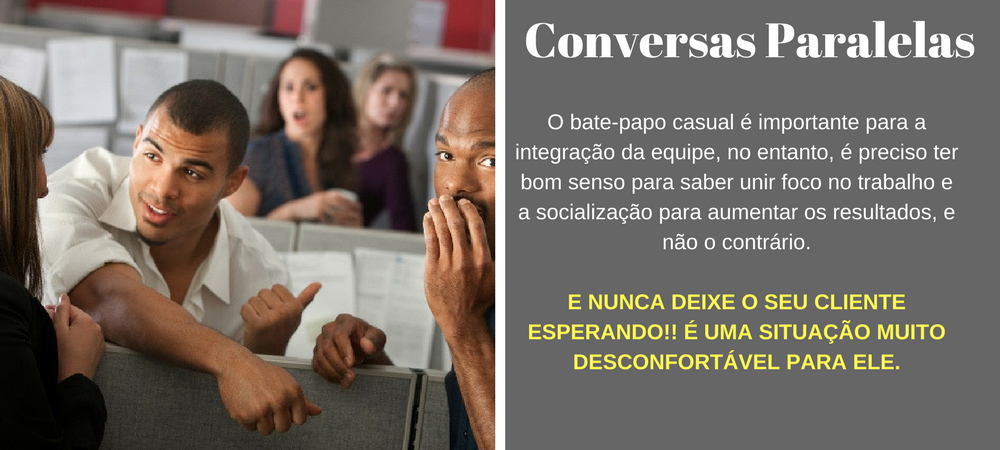 Conversas Paralelas
O bate-papo casual é importante para a
integração da equipe, no entanto, é preciso ter
bom senso para saber unir foco no trabalho e
a socialização para aumentar os resultados, e
não o contrário.
E NUNCA DEIXE O SEU CLIENTE
ESPERANDO!! É UMA SITUAÇÃO MUITO
DESCONFORTÁVEL PARA ELE.